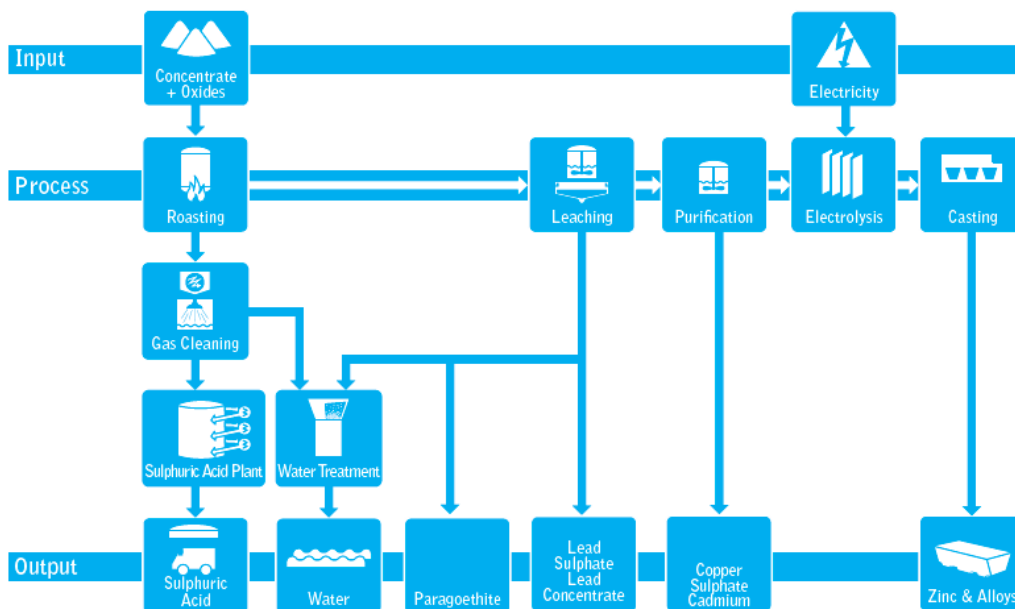 Input
Concentrate
+ Oxides
Electricity
Process
Roasting
Leaching
Purification
Electrolysis
Casting
Gas Cleaning
Sulphuric Acid Plant
Water Treatment
Output
Sulphuric
Acid
Water
Paragoethite
Lead
Sulphate
Lead
Concentrate
Copper
Sulphate
Cadmium
Zinc & Alloys